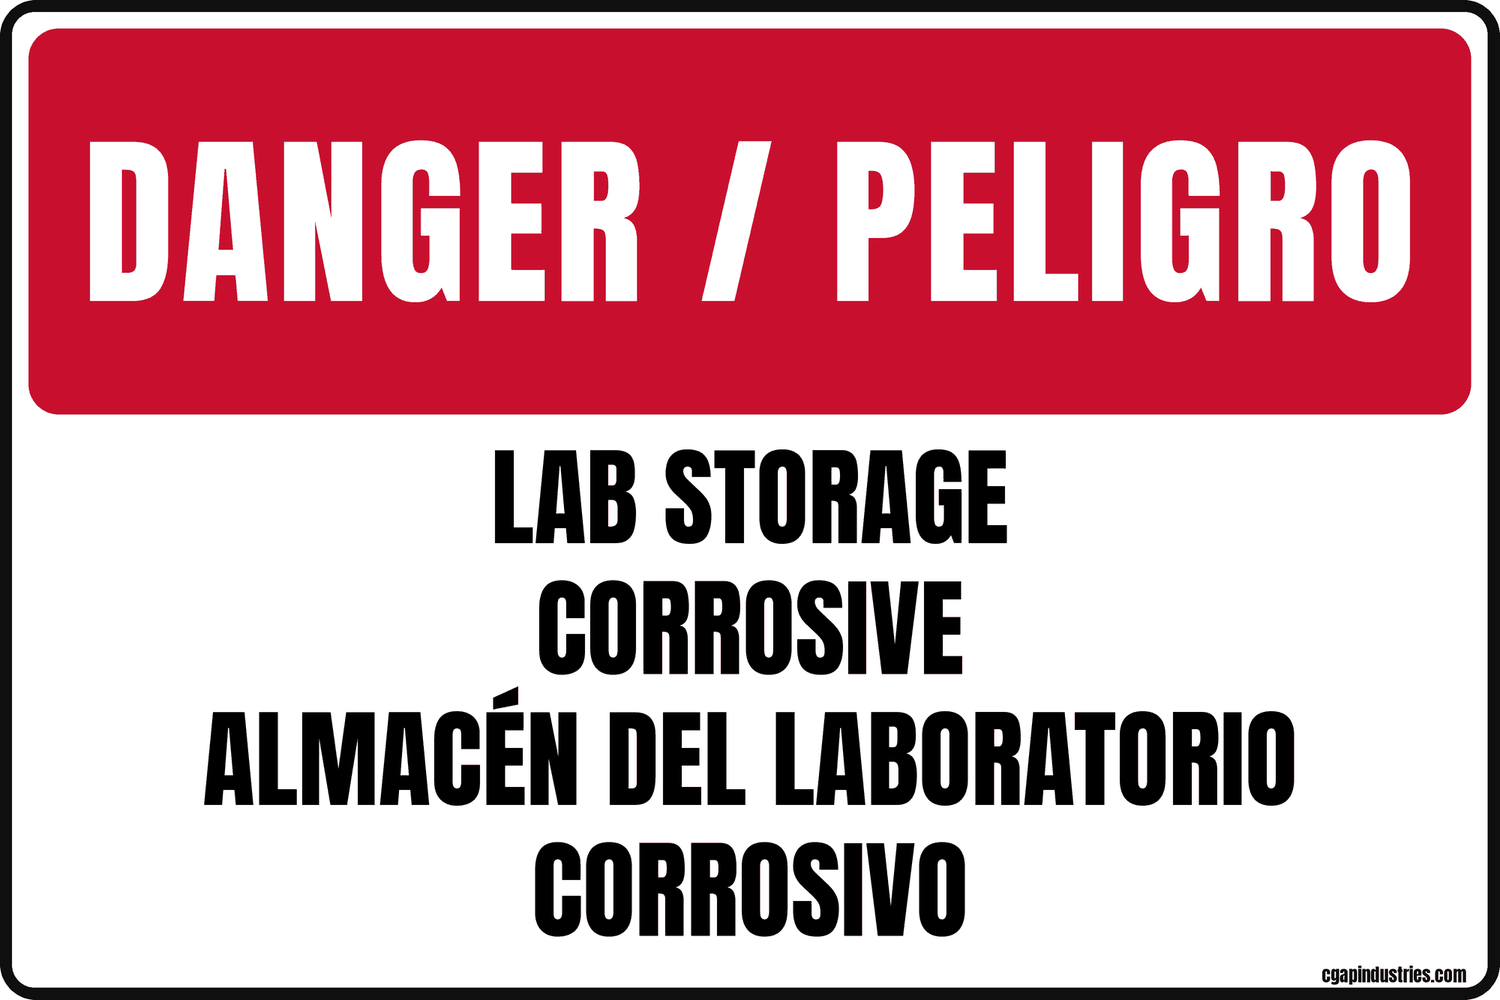 DANGER / PELIGRO
LAB STORAGE
CORROSIVE
ALMACÉN DEL LABORATORIO
CORROSIVO
cgapindustries.com